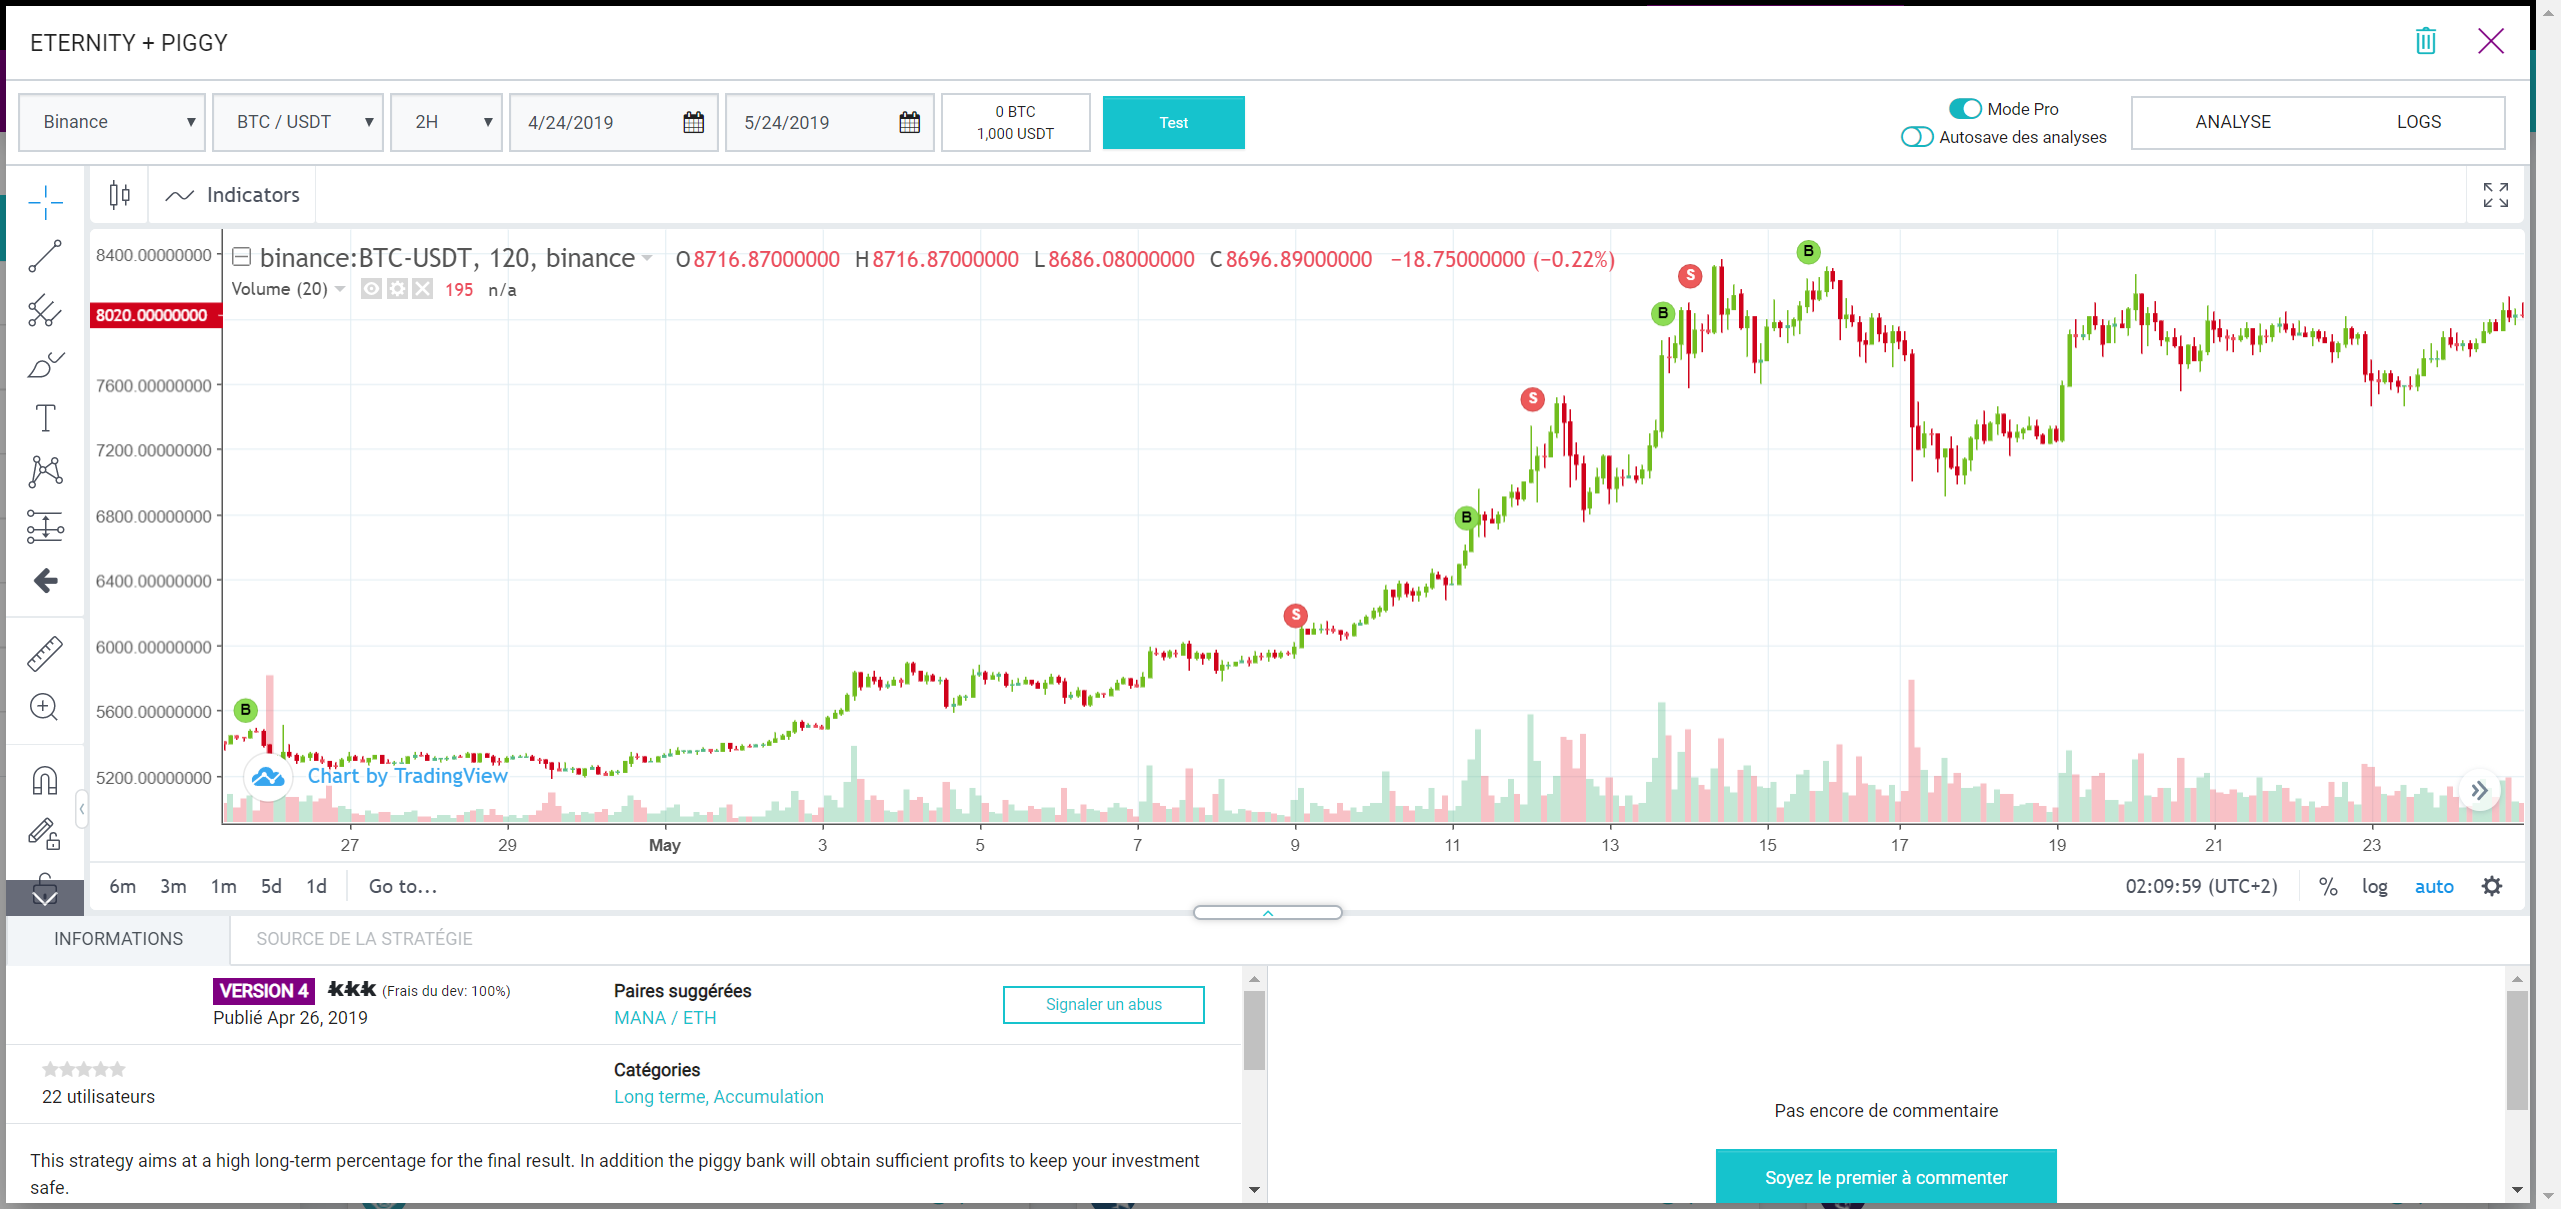 ETERNITY + PIGGY
Binance
BTC / USDT
2H
4/24/2019
5/24/2019
0 BTC
1,000 USDT
Test
Mode Pro
Autosave des analyses
ANALYSE
LOGS
Indicators
binance:BTC-USDT, 120, binance O8716.87000000 H8716.87000000 L8686.08000000 C8696.89000000 −18.75000000 (−0.22%)
Volume (20) 195 n/a
8400.00000000
8020.00000000
7600.00000000
7200.00000000
6800.00000000
6400.00000000
6000.00000000
5600.00000000
5200.00000000
B
S
B
S
B
S
B
Chart by TradingView
27 29 May 3 5 7 9 11 13 15 17 19 21 23
6m 3m 1m 5d 1d Go to...
02:09:59 (UTC+2) % log auto
INFORMATIONS
SOURCE DE LA STRATÉGIE
VERSION 4 kkk (Frais du dev: 100%)
Publié Apr 26, 2019
Paires suggérées
MANA / ETH
Signaler un abus
22 utilisateurs
Catégories
Long terme, Accumulation
This strategy aims at a high long-term percentage for the final result. In addition the piggy bank will obtain sufficient profits to keep your investment
safe.
Pas encore de commentaire
Soyez le premier à commenter